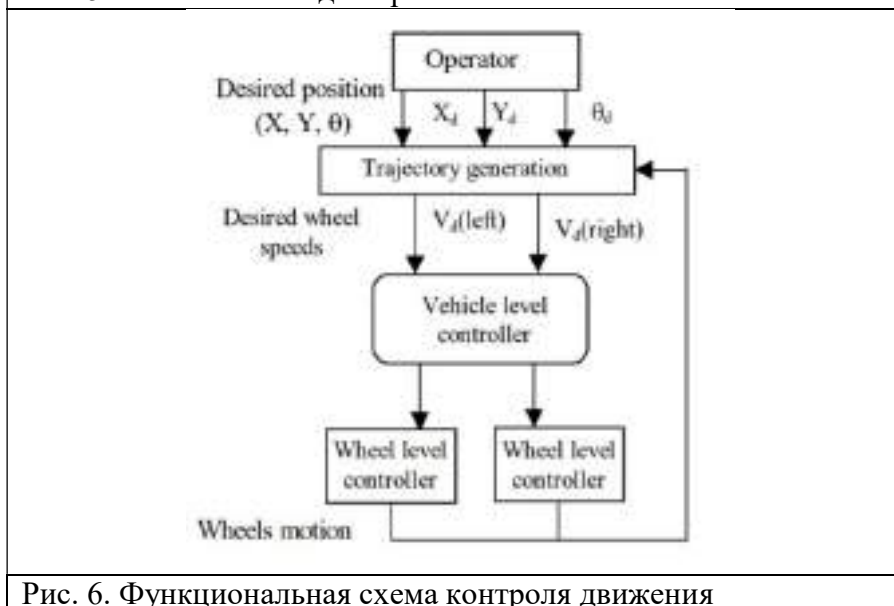 Operator
Desired position
(X, Y, θ)
X_d Y_d θ_d
Trajectory generation
Desired wheel
speeds
V_d(left) V_d(right)
Vehicle level
controller
Wheel level
controller
Wheel level
controller
Wheels motion
Рис. 6. Функциональная схема контроля движения